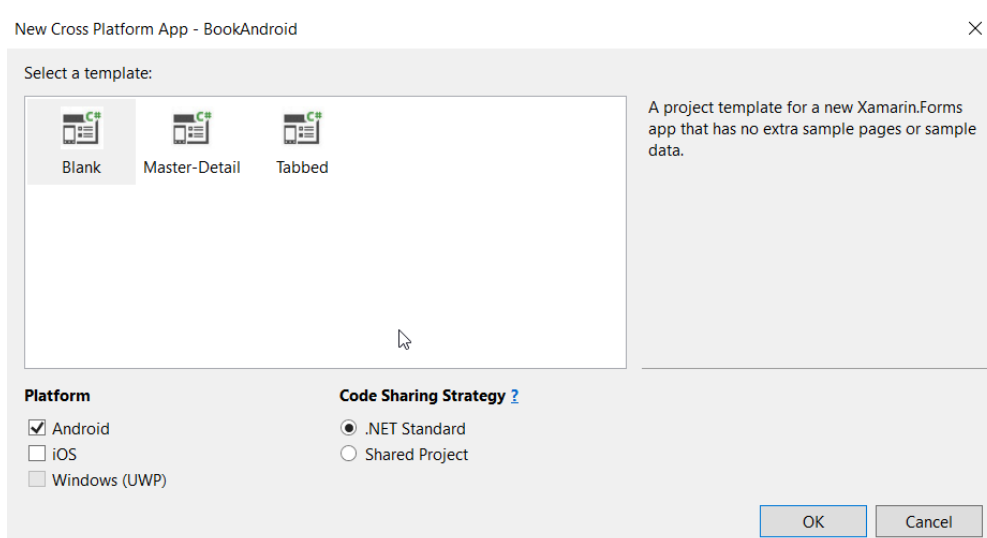 New Cross Platform App - BookAndroid
Select a template:
C# C# C#
Blank Master-Detail Tabbed
A project template for a new Xamarin.Forms
app that has no extra sample pages or sample
data.
Platform
Android
iOS
Windows (UWP)
Code Sharing Strategy ?
.NET Standard
Shared Project
OK Cancel